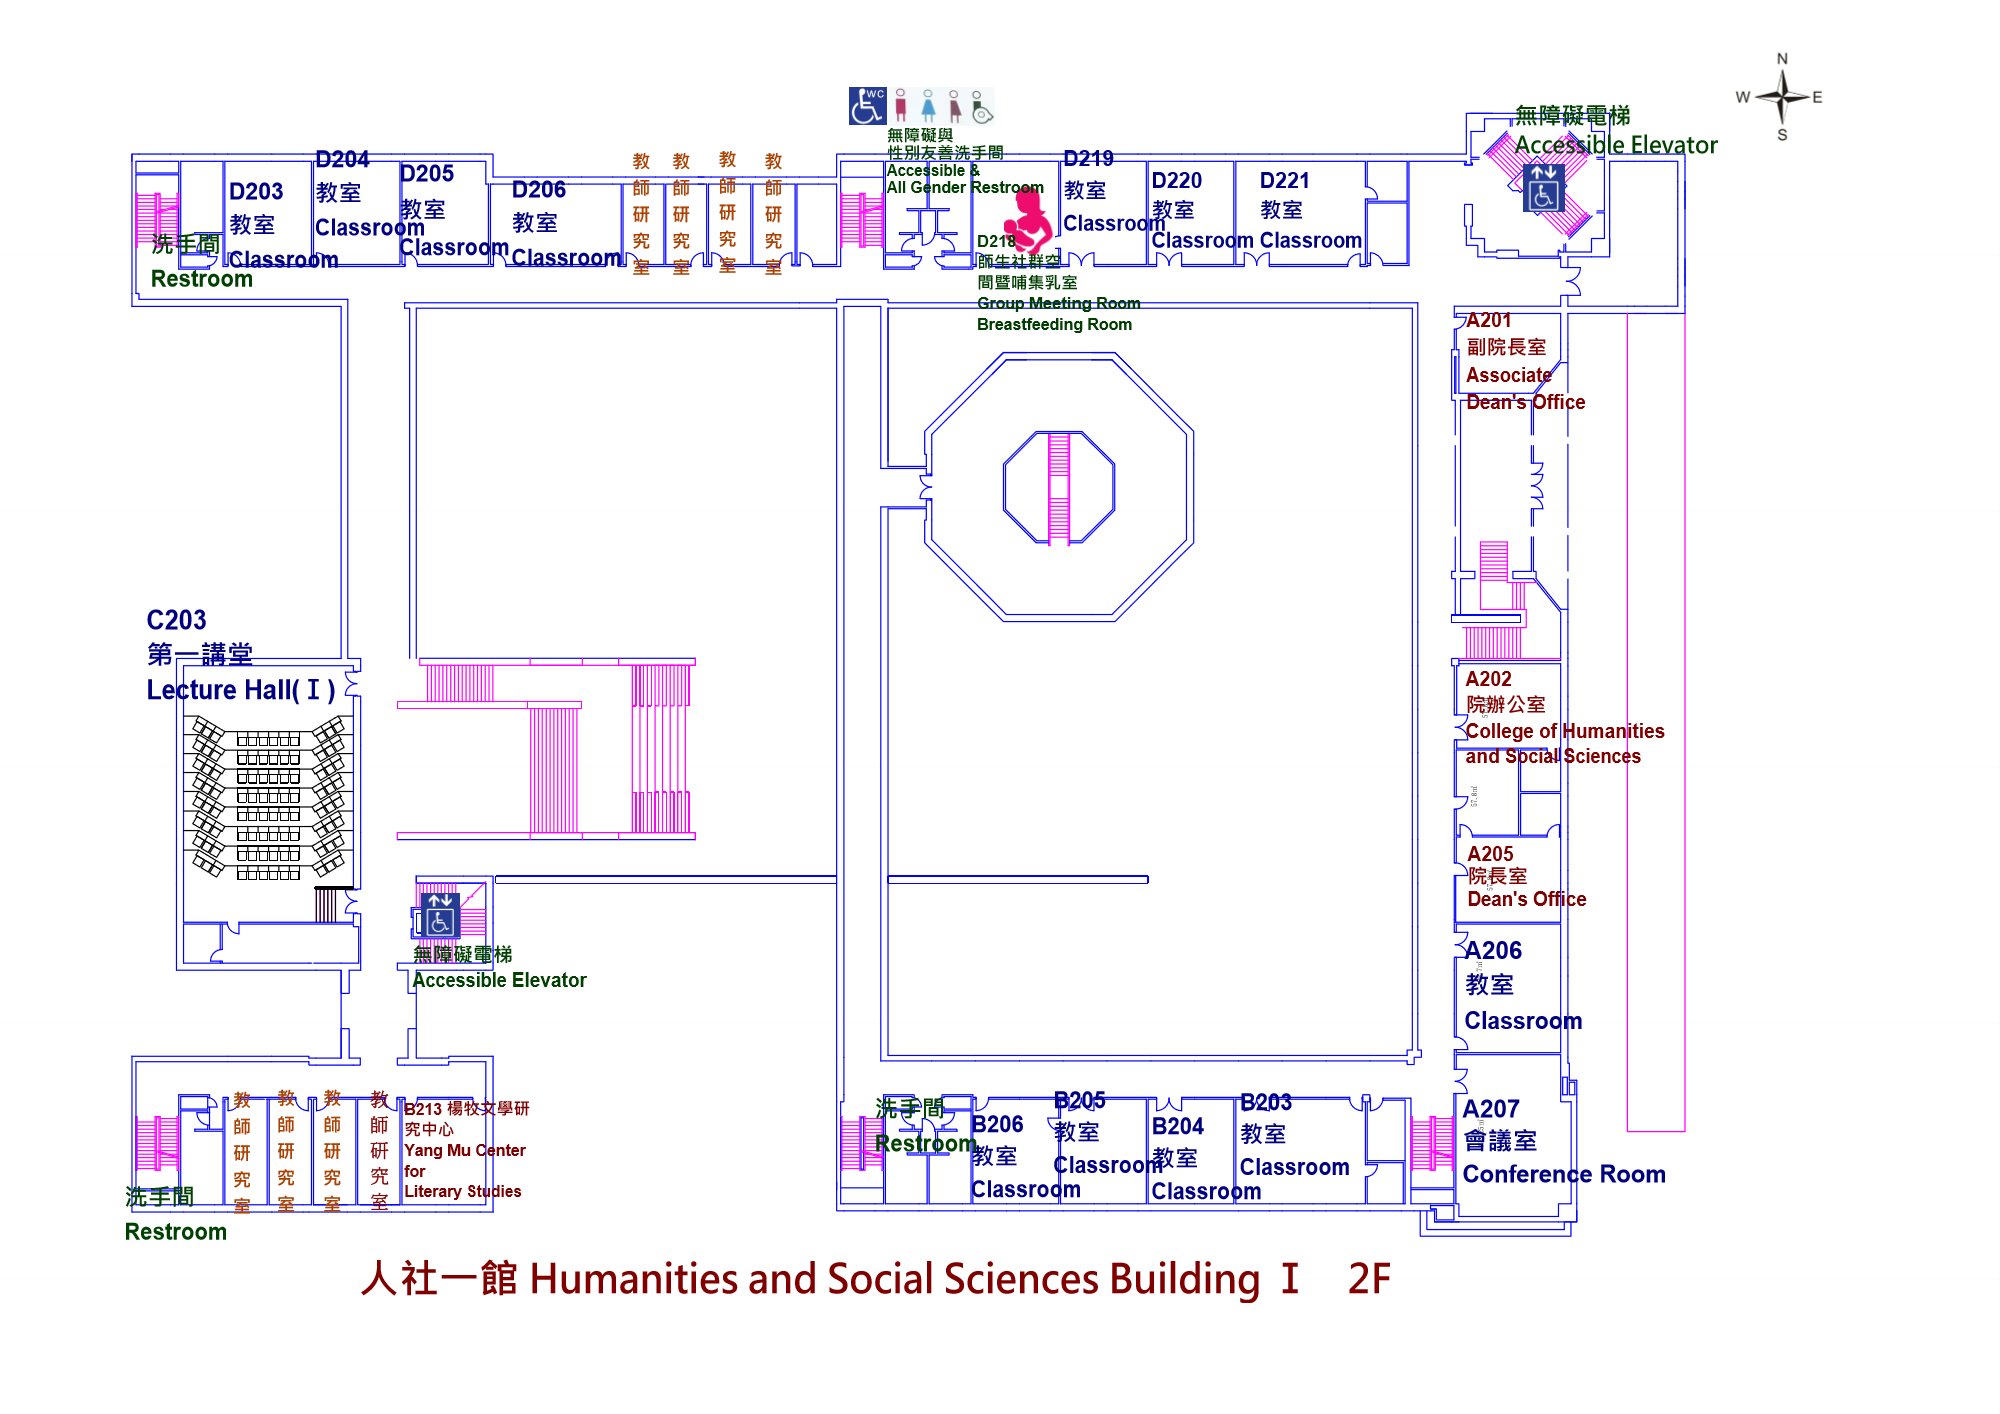 N
W E
S
WC
無障礙與
性別友善洗手間
Accessible &
All Gender Restroom
無障礙電梯
Accessible Elevator
D203
教室
Classroom
D204
教室
Classroom
D205
教室
Classroom
D206
教室
Classroom
教師研究室
教師研究室
教師研究室
教師研究室
洗手間
Restroom
D218
師生社群空
間暨哺集乳室
Group Meeting Room
Breastfeeding Room
D219
教室
Classroom
D220
教室
Classroom
D221
教室
Classroom
A201
副院長室
Associate
Dean's Office
C203
第一講堂
Lecture Hall(Ⅰ)
A202
院辦公室
College of Humanities
and Social Sciences
57.8㎡
A205
院長室
Dean's Office
無障礙電梯
Accessible Elevator
A206
教室
Classroom
A207
會議室
Conference Room
教師研究室
教師研究室
教師研究室
教師研究室
B213 楊牧文學研
究中心
Yang Mu Center
for
Literary Studies
洗手間
Restroom
洗手間
Restroom
B206
教室
Classroom
B205
教室
Classroom
B204
教室
Classroom
B203
教室
Classroom
人社一館 Humanities and Social Sciences Building Ⅰ 2F